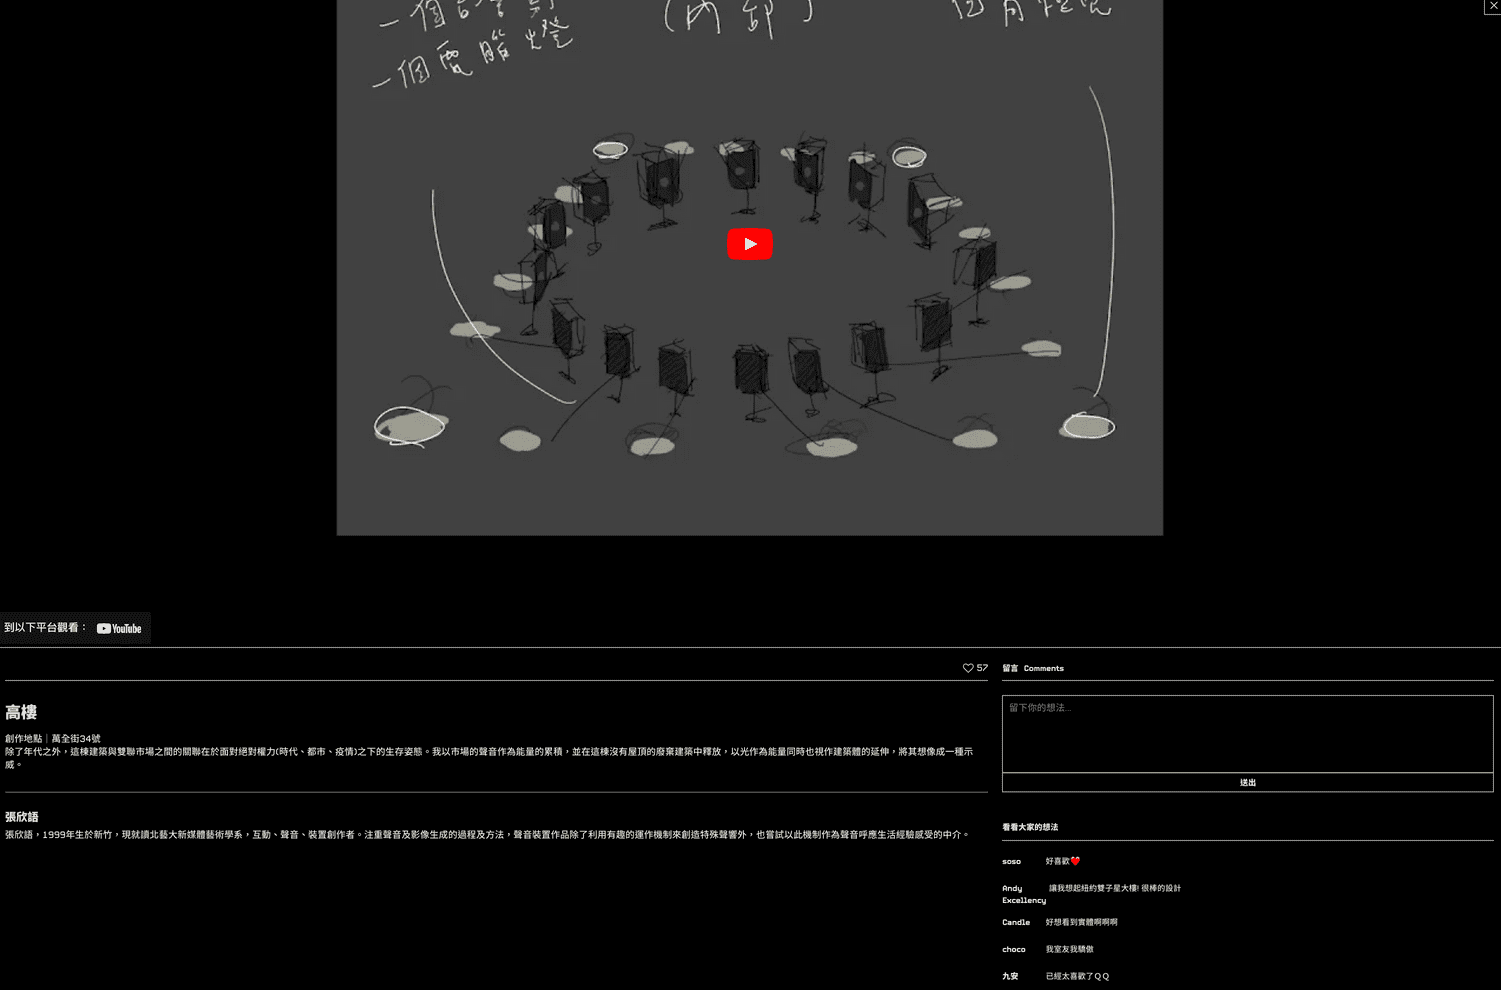 一個
(內部)
一個電腦燈
到以下平台觀看： YouTube
57
高樓
創作地點｜萬全街34號
除了年代之外，這棟建築與雙聯市場之間的關聯在於面對絕對權力(時代、都市、疫情)之下的生存姿態。我以市場的聲音作為能量的累積，並在這棟沒有屋頂的廢棄建築中釋放，以光作為能量同時也視作建築體的延伸，將其想像成一種示
威。
張欣語
張欣語，1999年生於新竹，現就讀北藝大新媒體藝術學系，互動、聲音、裝置創作者。注重聲音及影像生成的過程及方法，聲音裝置作品除了利用有趣的運作機制來創造特殊聲響外，也嘗試以此機制作為聲音呼應生活經驗感受的中介。
留言 Comments
留下你的想法...
送出
看看大家的想法
soso 好喜歡❤️
Andy 讓我想起紐約雙子星大樓! 很棒的設計
Excellency
Candle 好想看到實體啊啊啊
choco 我室友我驕傲
九安 已經太喜歡了ＱＱ